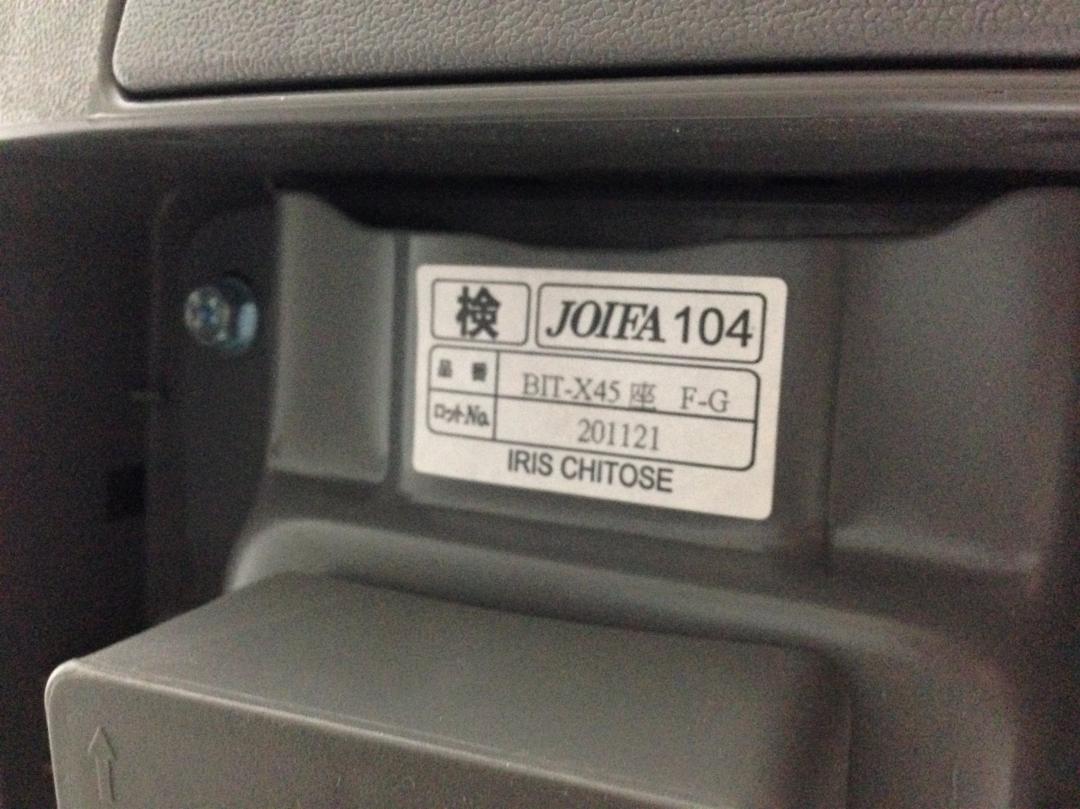 検 JOIFA 104
品番 BIT-X45 座 F-G
ロットNo. 201121
IRIS CHITOSE